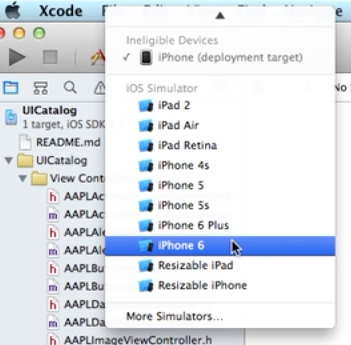 Xcode
Ineligible Devices
✓ iPhone (deployment target)
iOS Simulator
iPad 2
iPad Air
iPad Retina
iPhone 4s
iPhone 5
iPhone 5s
iPhone 6 Plus
iPhone 6
Resizable iPad
Resizable iPhone
More Simulators...
UICatalog
1 target, iOS SDK
README.md
UICatalog
View Cont
h AAPLAc
m AAPLAc
h AAPLAle
m AAPLAle
h AAPLBu
m AAPLBu
h AAPLDa
m AAPLDa
h AAPLImageViewController.h